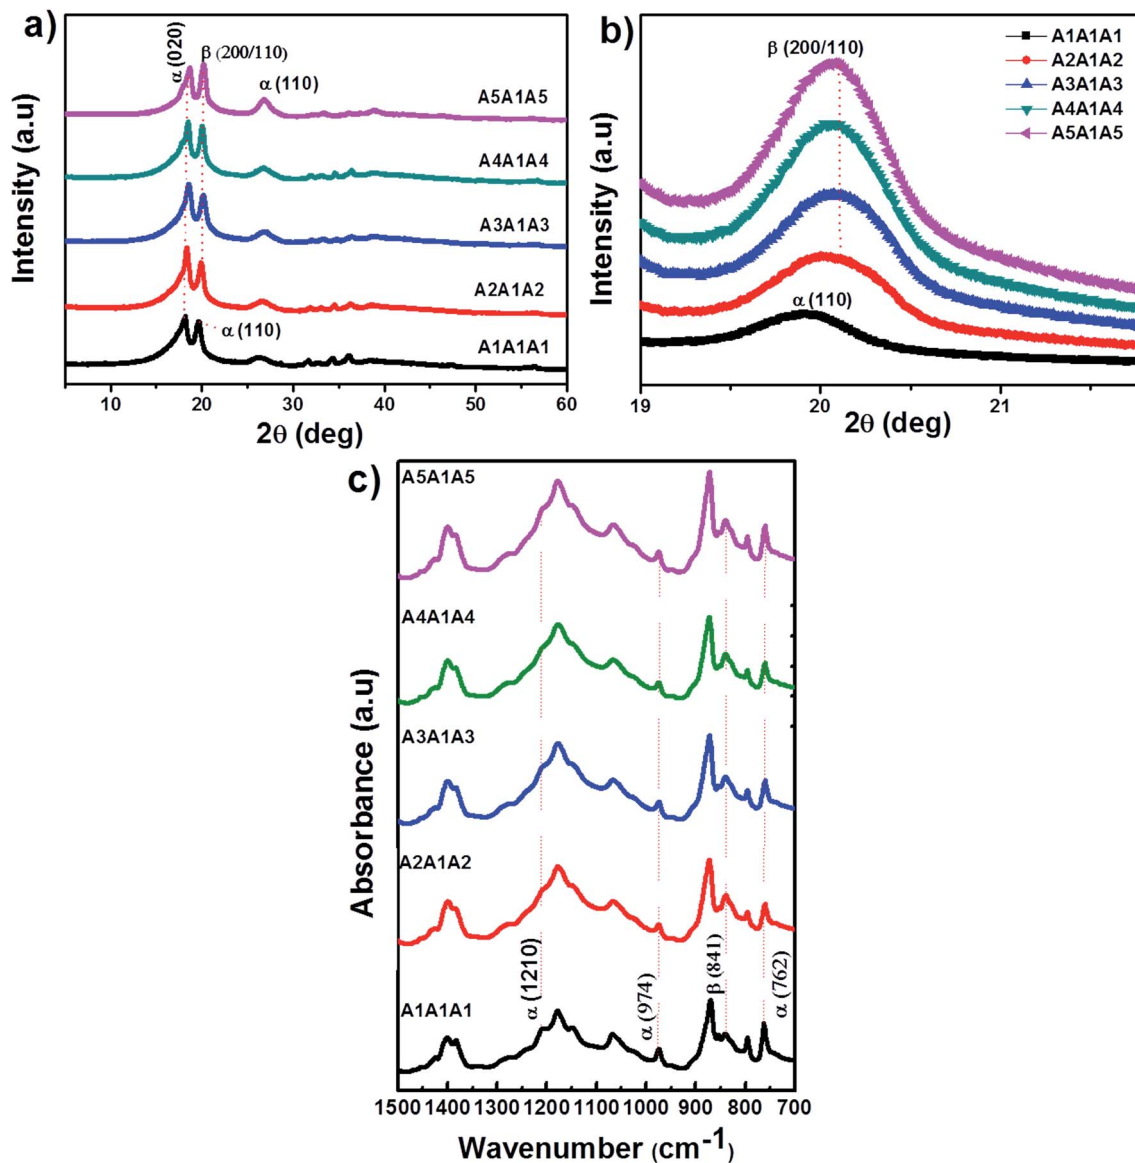 a)
α (020)
β (200/110)
α (110)
A5A1A5
A4A1A4
A3A1A3
A2A1A2
α (110)
A1A1A1
Intensity (a.u)
10 20 30 40 50 60
2θ (deg)
b)
β (200/110)
A1A1A1
A2A1A2
A3A1A3
A4A1A4
A5A1A5
α (110)
Intensity (a.u)
19 20 21
2θ (deg)
c)
A5A1A5
A4A1A4
A3A1A3
A2A1A2
A1A1A1
α (1210)
α (974)
β (841)
α (762)
Absorbance (a.u)
1500 1400 1300 1200 1100 1000 900 800 700
Wavenumber (cm-1)